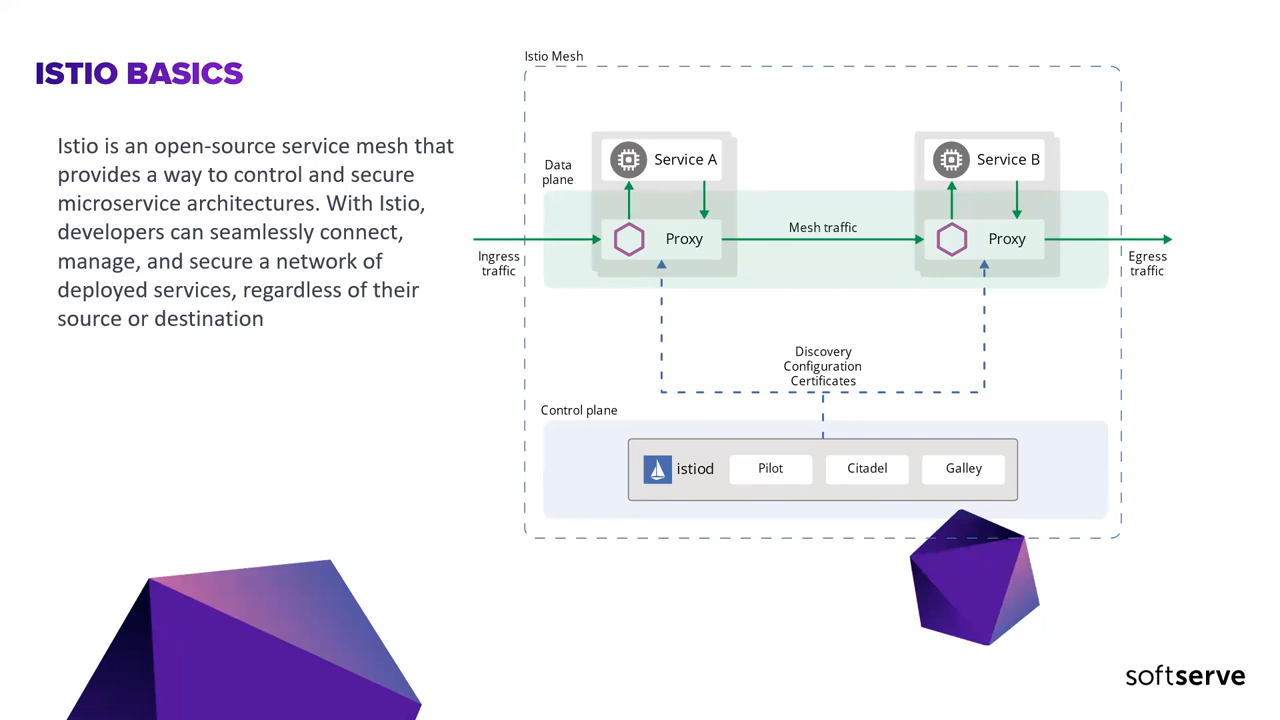 ISTIO BASICS
Istio is an open-source service mesh that
provides a way to control and secure
microservice architectures. With Istio,
developers can seamlessly connect,
manage, and secure a network of
deployed services, regardless of their
source or destination
Istio Mesh
Data
plane
Service A
Service B
Proxy
Mesh traffic
Proxy
Ingress
traffic
Egress
traffic
Discovery
Configuration
Certificates
Control plane
istiod
Pilot
Citadel
Galley
softserve